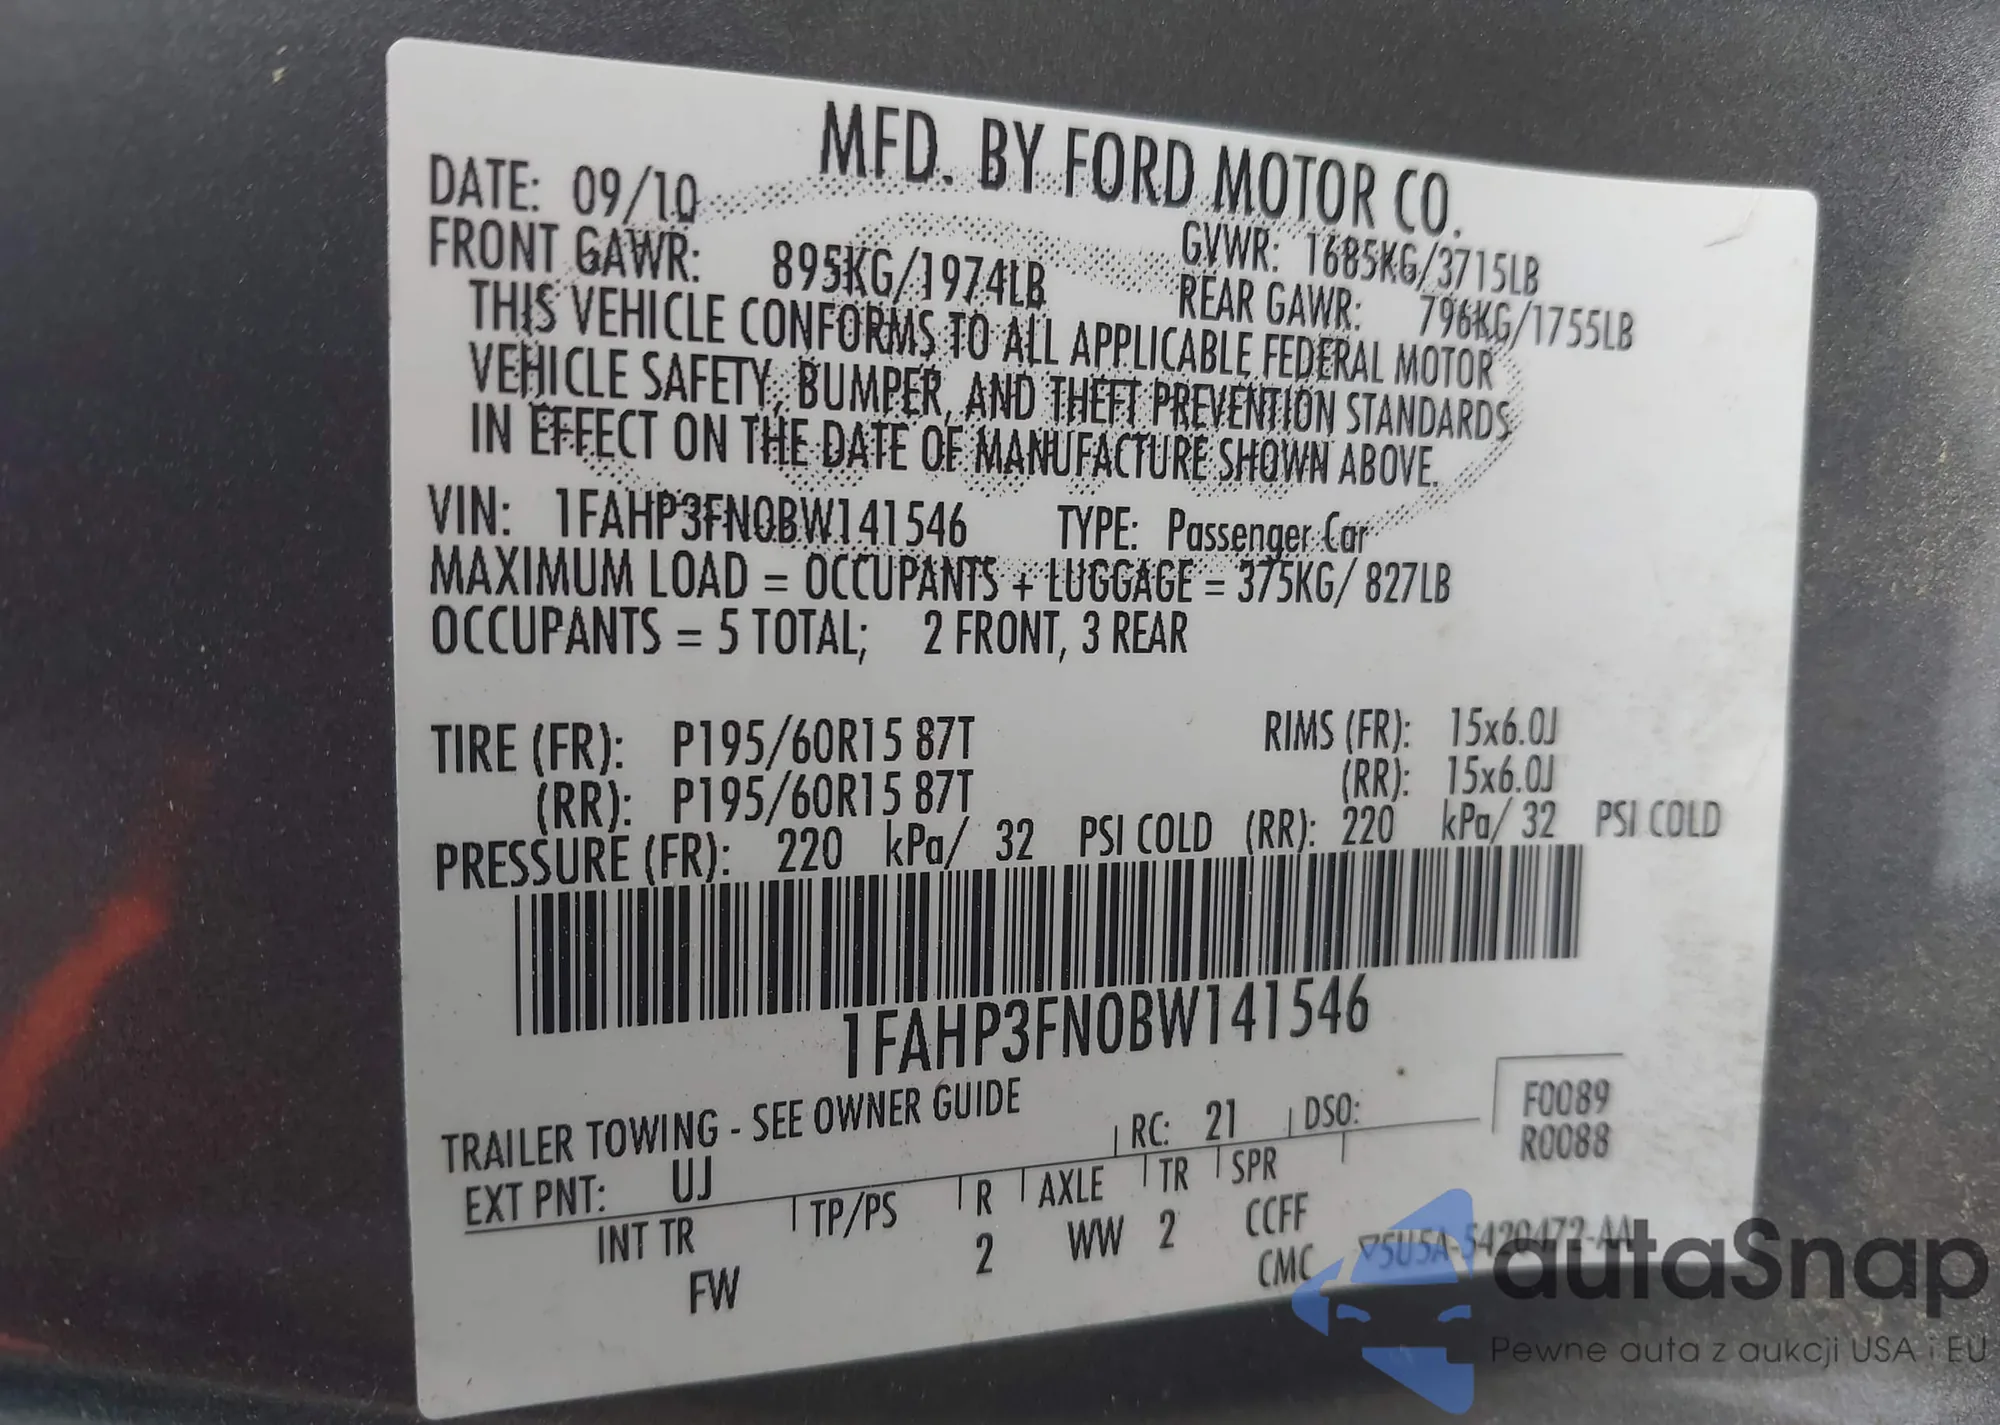 MFD. BY FORD MOTOR CO.
DATE: 09/10 GVWR: 1685KG/3715LB
FRONT GAWR: 895KG/1974LB REAR GAWR: 796KG/1755LB
THIS VEHICLE CONFORMS TO ALL APPLICABLE FEDERAL MOTOR
VEHICLE SAFETY, BUMPER, AND THEFT PREVENTION STANDARDS
IN EFFECT ON THE DATE OF MANUFACTURE SHOWN ABOVE.
VIN: 1FAHP3FN0BW141546 TYPE: Passenger Car
MAXIMUM LOAD = OCCUPANTS + LUGGAGE = 375KG/ 827LB
OCCUPANTS = 5 TOTAL; 2 FRONT, 3 REAR
TIRE (FR): P195/60R15 87T RIMS (FR): 15x6.0J
(RR): P195/60R15 87T (RR): 15x6.0J
PRESSURE (FR): 220 kPa/ 32 PSI COLD (RR): 220 kPa/ 32 PSI COLD
1FAHP3FN0BW141546
TRAILER TOWING - SEE OWNER GUIDE
F0089
EXT PNT: UJ RC: 21 DSO: R0088
INT TR TP/PS R AXLE TR SPR
FW 2 WW 2 CCFF
CMC ▽5U5A-5420472-AA
autaSnap
Pewne auta z aukcji USA i EU